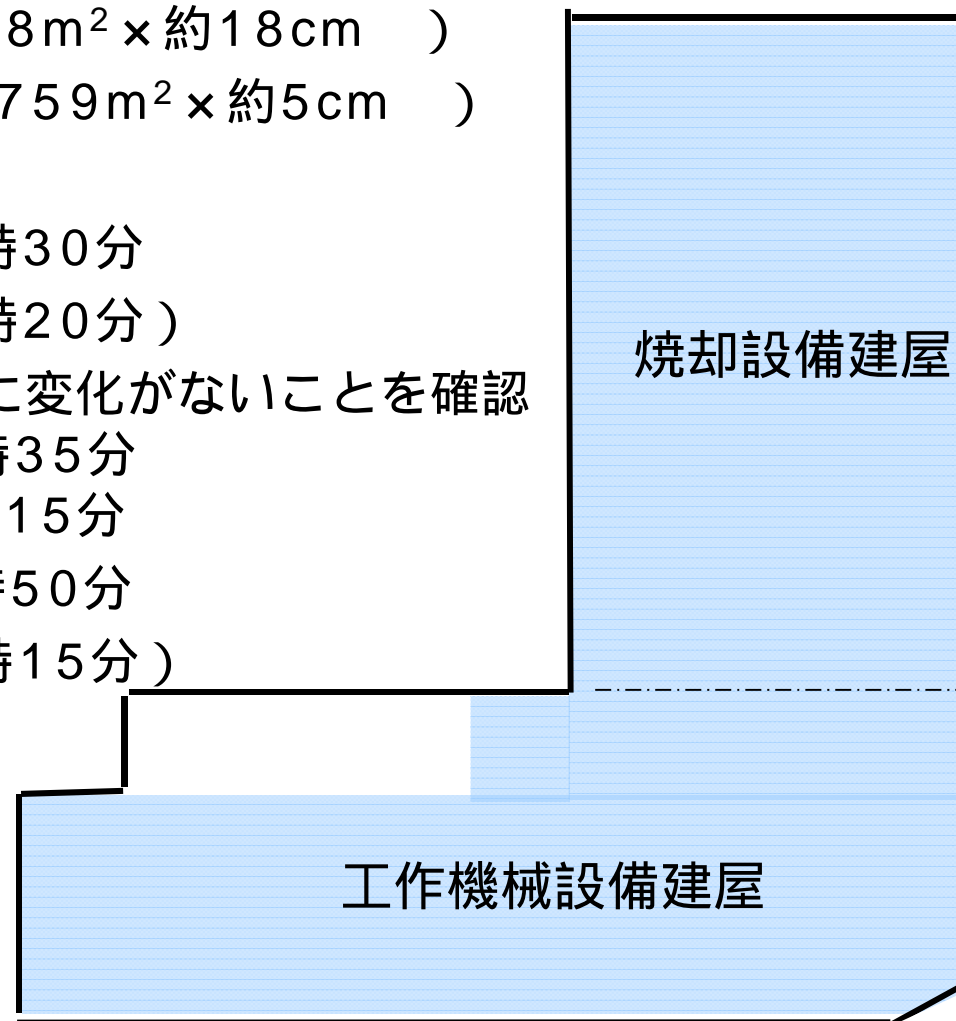 8m²×約18cm　）
759m²×約5cm　）
時30分
時20分）
に変化がないことを確認
時35分
15分
時50分
時15分）
焼却設備建屋
工作機械設備建屋